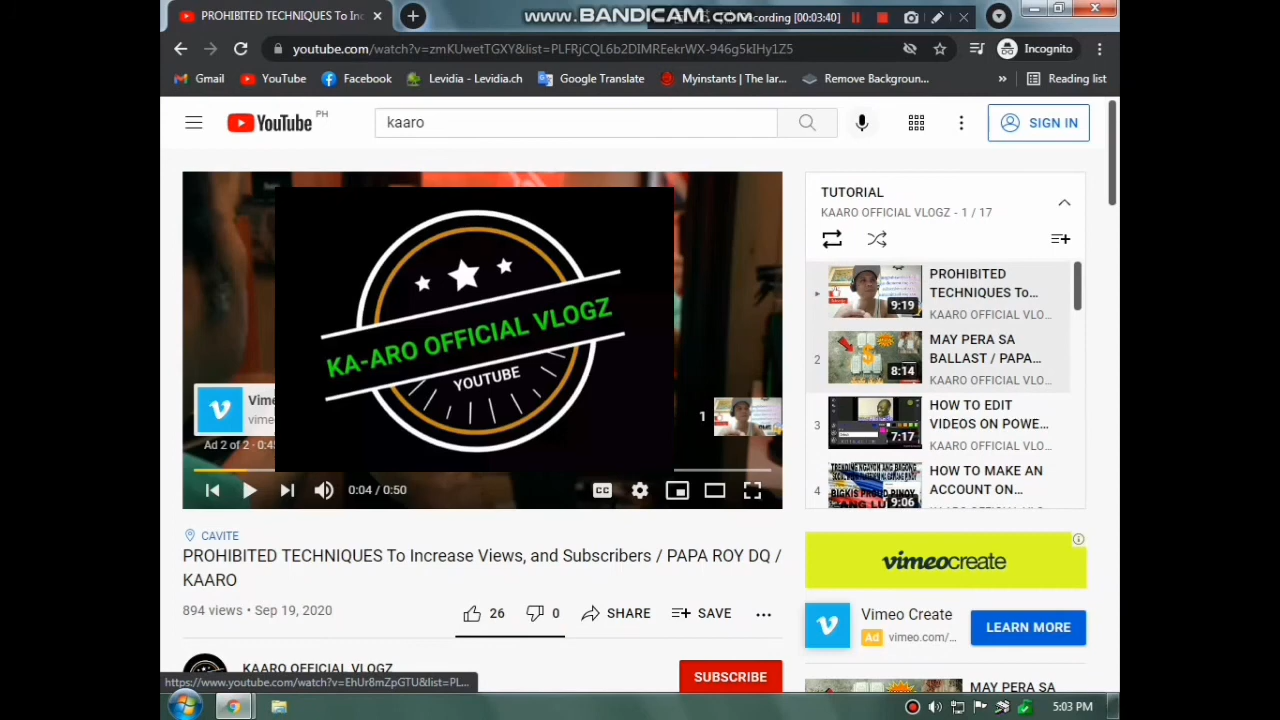 PROHIBITED TECHNIQUES To Inc
www.BANDICAM.com
recording [00:03:40]
youtube.com/watch?v=zmKUwetTGXY&list=PLFRjCQL6b2DIMREekrWX-946g5kIHy1Z5
Incognito
Gmail
YouTube
Facebook
Levidia - Levidia.ch
Google Translate
Myinstants | The lar...
Remove Backgroun...
»
Reading list
YouTube PH
kaaro
SIGN IN
KA-ARO OFFICIAL VLOGZ
YOUTUBE
Vime
vime
Ad 2 of 2 · 0:4
1
0:04 / 0:50
CC
TUTORIAL
KAARO OFFICIAL VLOGZ - 1 / 17
9:19
PROHIBITED
TECHNIQUES To...
KAARO OFFICIAL VLO...
2
8:14
MAY PERA SA
BALLAST / PAPA...
KAARO OFFICIAL VLO...
3
7:17
HOW TO EDIT
VIDEOS ON POWE...
KAARO OFFICIAL VLO...
4
9:06
HOW TO MAKE AN
ACCOUNT ON...
CAVITE
PROHIBITED TECHNIQUES To Increase Views, and Subscribers / PAPA ROY DQ /
KAARO
894 views • Sep 19, 2020
26
0
SHARE
SAVE
KAARO OFFICIAL VLOGZ
SUBSCRIBE
vimeocreate
Vimeo Create
Ad vimeo.com/...
LEARN MORE
MAY PERA SA
https://www.youtube.com/watch?v=EhUr8mZpGTU&list=PL...
5:03 PM